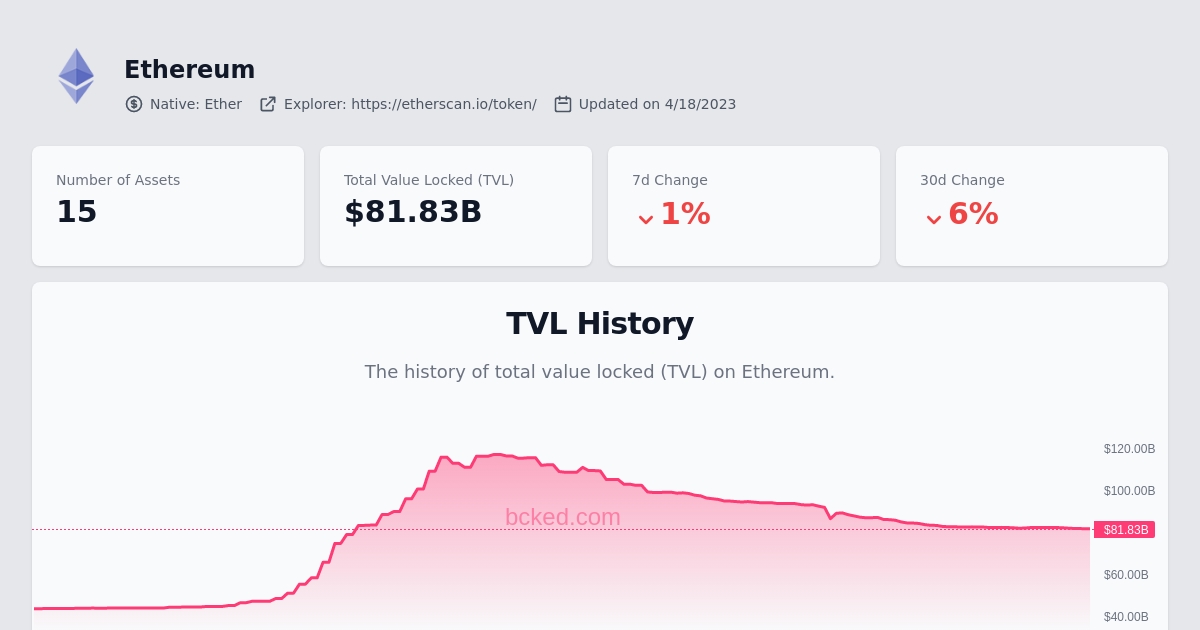 Ethereum
Native: Ether Explorer: https://etherscan.io/token/ Updated on 4/18/2023
Number of Assets
15
Total Value Locked (TVL)
$81.83B
7d Change
1%
30d Change
6%
TVL History
The history of total value locked (TVL) on Ethereum.
$120.00B
$100.00B
bcked.com
$81.83B
$60.00B
$40.00B